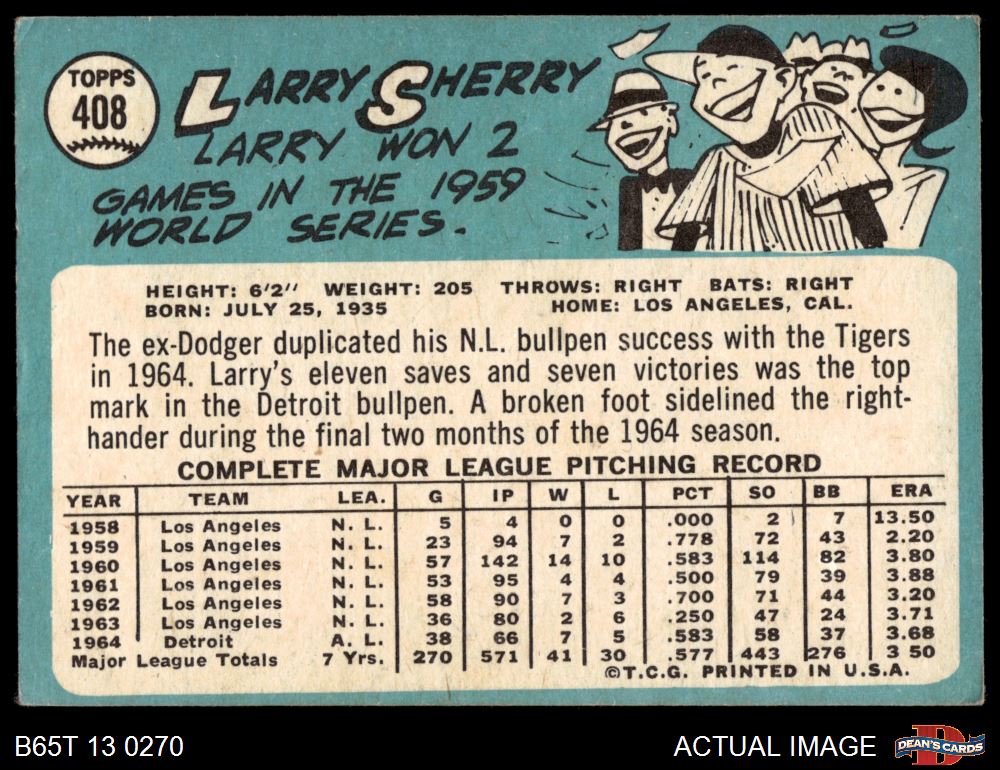 TOPPS
408
LARRY SHERRY
LARRY WON 2
GAMES IN THE 1959
WORLD SERIES.
HEIGHT: 6'2" WEIGHT: 205 THROWS: RIGHT BATS: RIGHT
BORN: JULY 25, 1935 HOME: LOS ANGELES, CAL.
The ex-Dodger duplicated his N.L. bullpen success with the Tigers
in 1964. Larry's eleven saves and seven victories was the top
mark in the Detroit bullpen. A broken foot sidelined the right-
hander during the final two months of the 1964 season.
COMPLETE MAJOR LEAGUE PITCHING RECORD
YEAR TEAM LEA. G IP W L PCT SO BB ERA
1958 Los Angeles N. L. 5 4 0 0 .000 2 7 13.50
1959 Los Angeles N. L. 23 94 7 2 .778 72 43 2.20
1960 Los Angeles N. L. 57 142 14 10 .583 114 82 3.80
1961 Los Angeles N. L. 53 95 4 4 .500 79 39 3.88
1962 Los Angeles N. L. 58 90 7 3 .700 71 44 3.20
1963 Los Angeles N. L. 36 80 2 6 .250 47 24 3.71
1964 Detroit A. L. 38 66 7 5 .583 58 37 3.68
Major League Totals 7 Yrs. 270 571 41 30 .577 443 276 3 50
©T.C.G. PRINTED IN U.S.A.
B65T 13 0270
ACTUAL IMAGE
D
DEAN'S CARDS